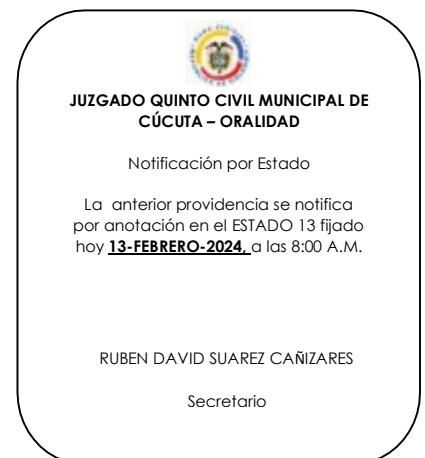 JUZGADO QUINTO CIVIL MUNICIPAL DE
CÚCUTA – ORALIDAD
Notificación por Estado
La anterior providencia se notifica
por anotación en el ESTADO 13 fijado
hoy 13-FEBRERO-2024, a las 8:00 A.M.
RUBEN DAVID SUAREZ CAÑIZARES
Secretario